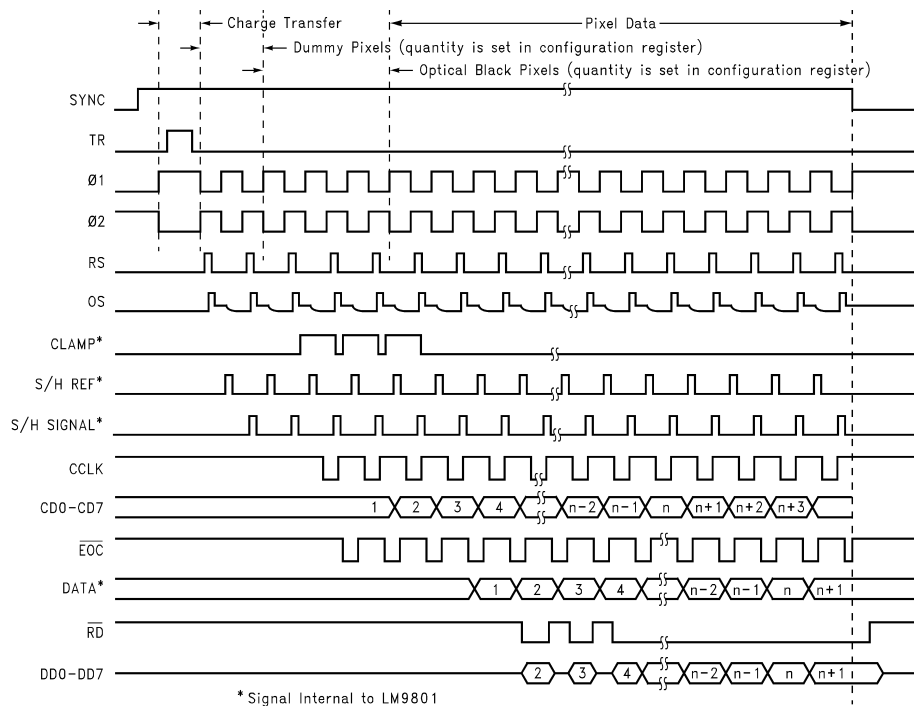 Charge Transfer
Pixel Data
Dummy Pixels (quantity is set in configuration register)
Optical Black Pixels (quantity is set in configuration register)
SYNC
TR
Ø1
Ø2
RS
OS
CLAMP*
S/H REF*
S/H SIGNAL*
CCLK
CD0-CD7 1 2 3 4 n-2 n-1 n n+1 n+2 n+3
EOC
DATA* 1 2 3 4 n-2 n-1 n n+1
RD
DD0-DD7 2 3 4 n-2 n-1 n n+1
* Signal Internal to LM9801